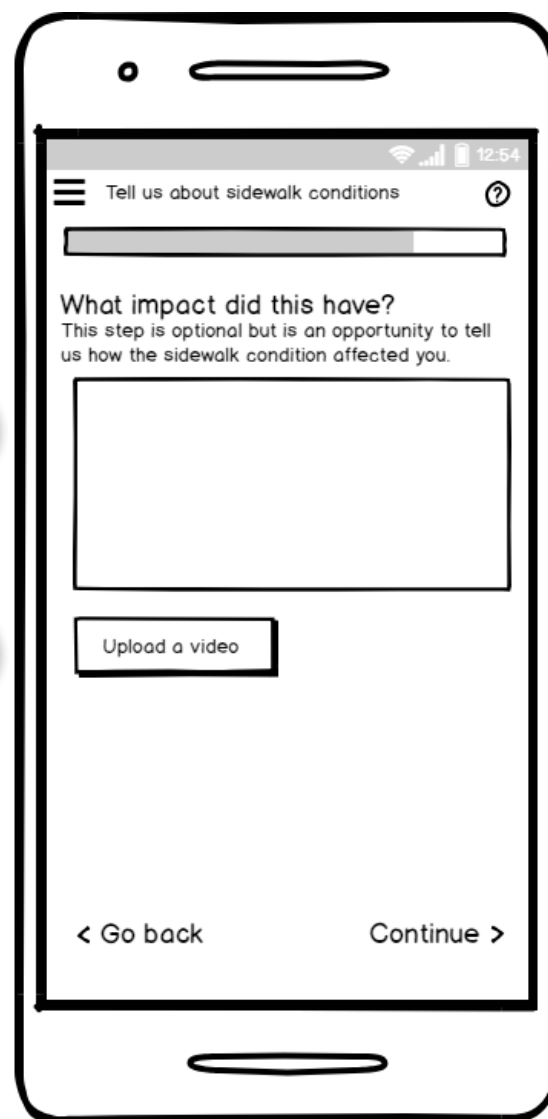 12:54
Tell us about sidewalk conditions
?
What impact did this have?
This step is optional but is an opportunity to tell
us how the sidewalk condition affected you.
Upload a video
< Go back
Continue >